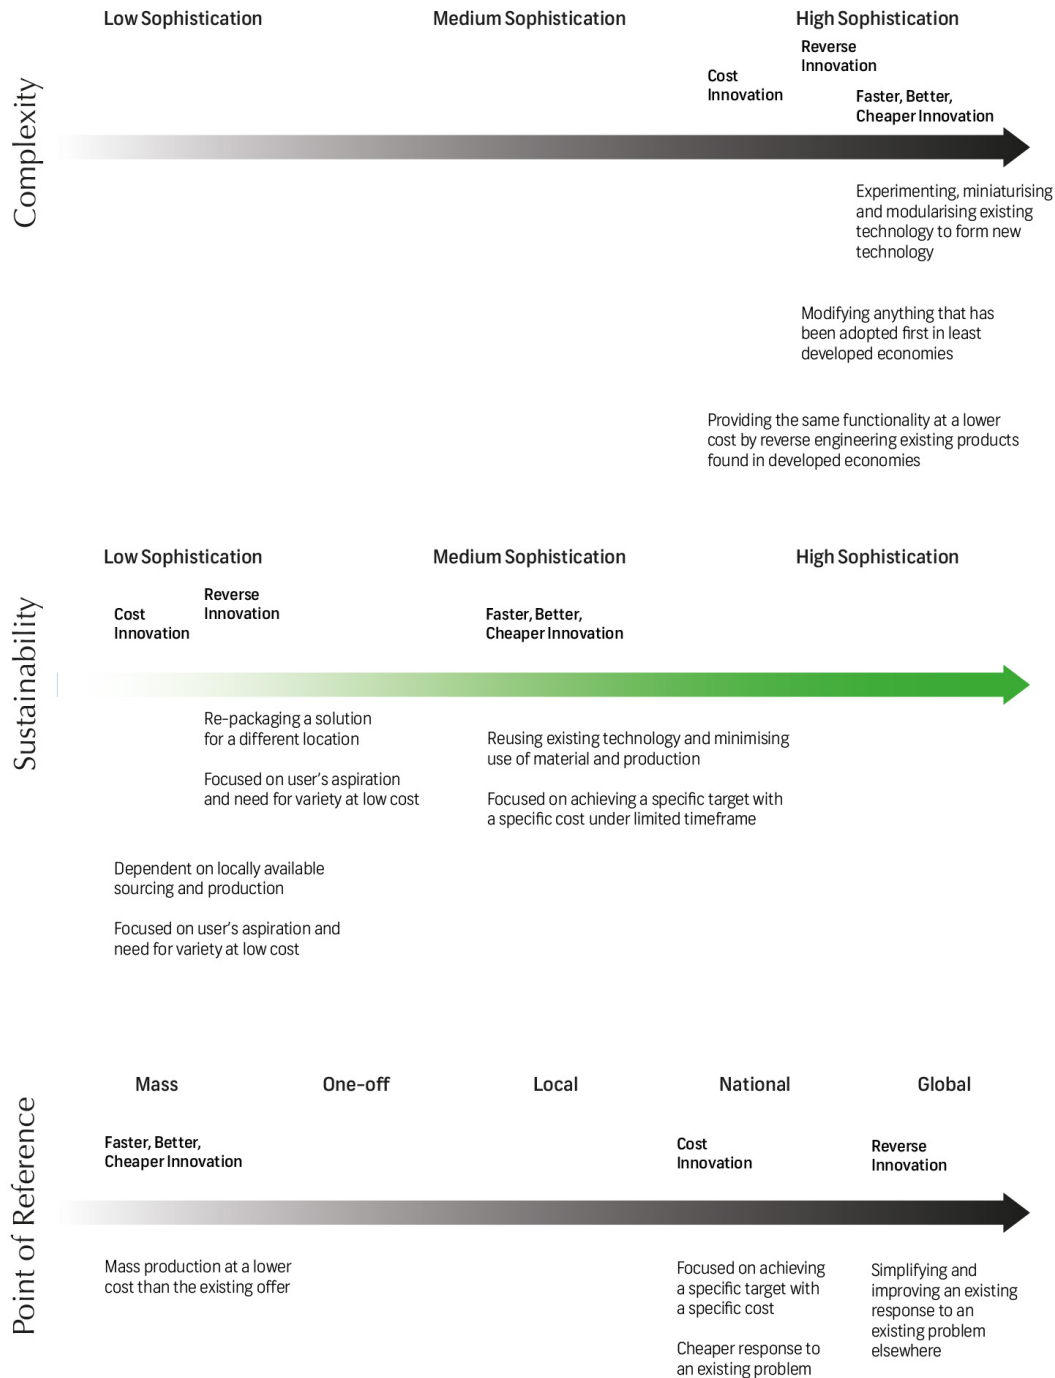 Low Sophistication
Medium Sophistication
High Sophistication
Complexity
Reverse
Innovation
Cost
Innovation
Faster, Better,
Cheaper Innovation
Experimenting, miniaturising
and modularising existing
technology to form new
technology
Modifying anything that has
been adopted first in least
developed economies
Providing the same functionality at a lower
cost by reverse engineering existing products
found in developed economies
Low Sophistication
Medium Sophistication
High Sophistication
Sustainability
Cost
Innovation
Reverse
Innovation
Faster, Better,
Cheaper Innovation
Re-packaging a solution
for a different location
Focused on user's aspiration
and need for variety at low cost
Reusing existing technology and minimising
use of material and production
Focused on achieving a specific target with
a specific cost under limited timeframe
Dependent on locally available
sourcing and production
Focused on user's aspiration and
need for variety at low cost
Mass
One-off
Local
National
Global
Point of Reference
Faster, Better,
Cheaper Innovation
Cost
Innovation
Reverse
Innovation
Mass production at a lower
cost than the existing offer
Focused on achieving
a specific target with
a specific cost
Cheaper response to
an existing problem
Simplifying and
improving an existing
response to an
existing problem
elsewhere